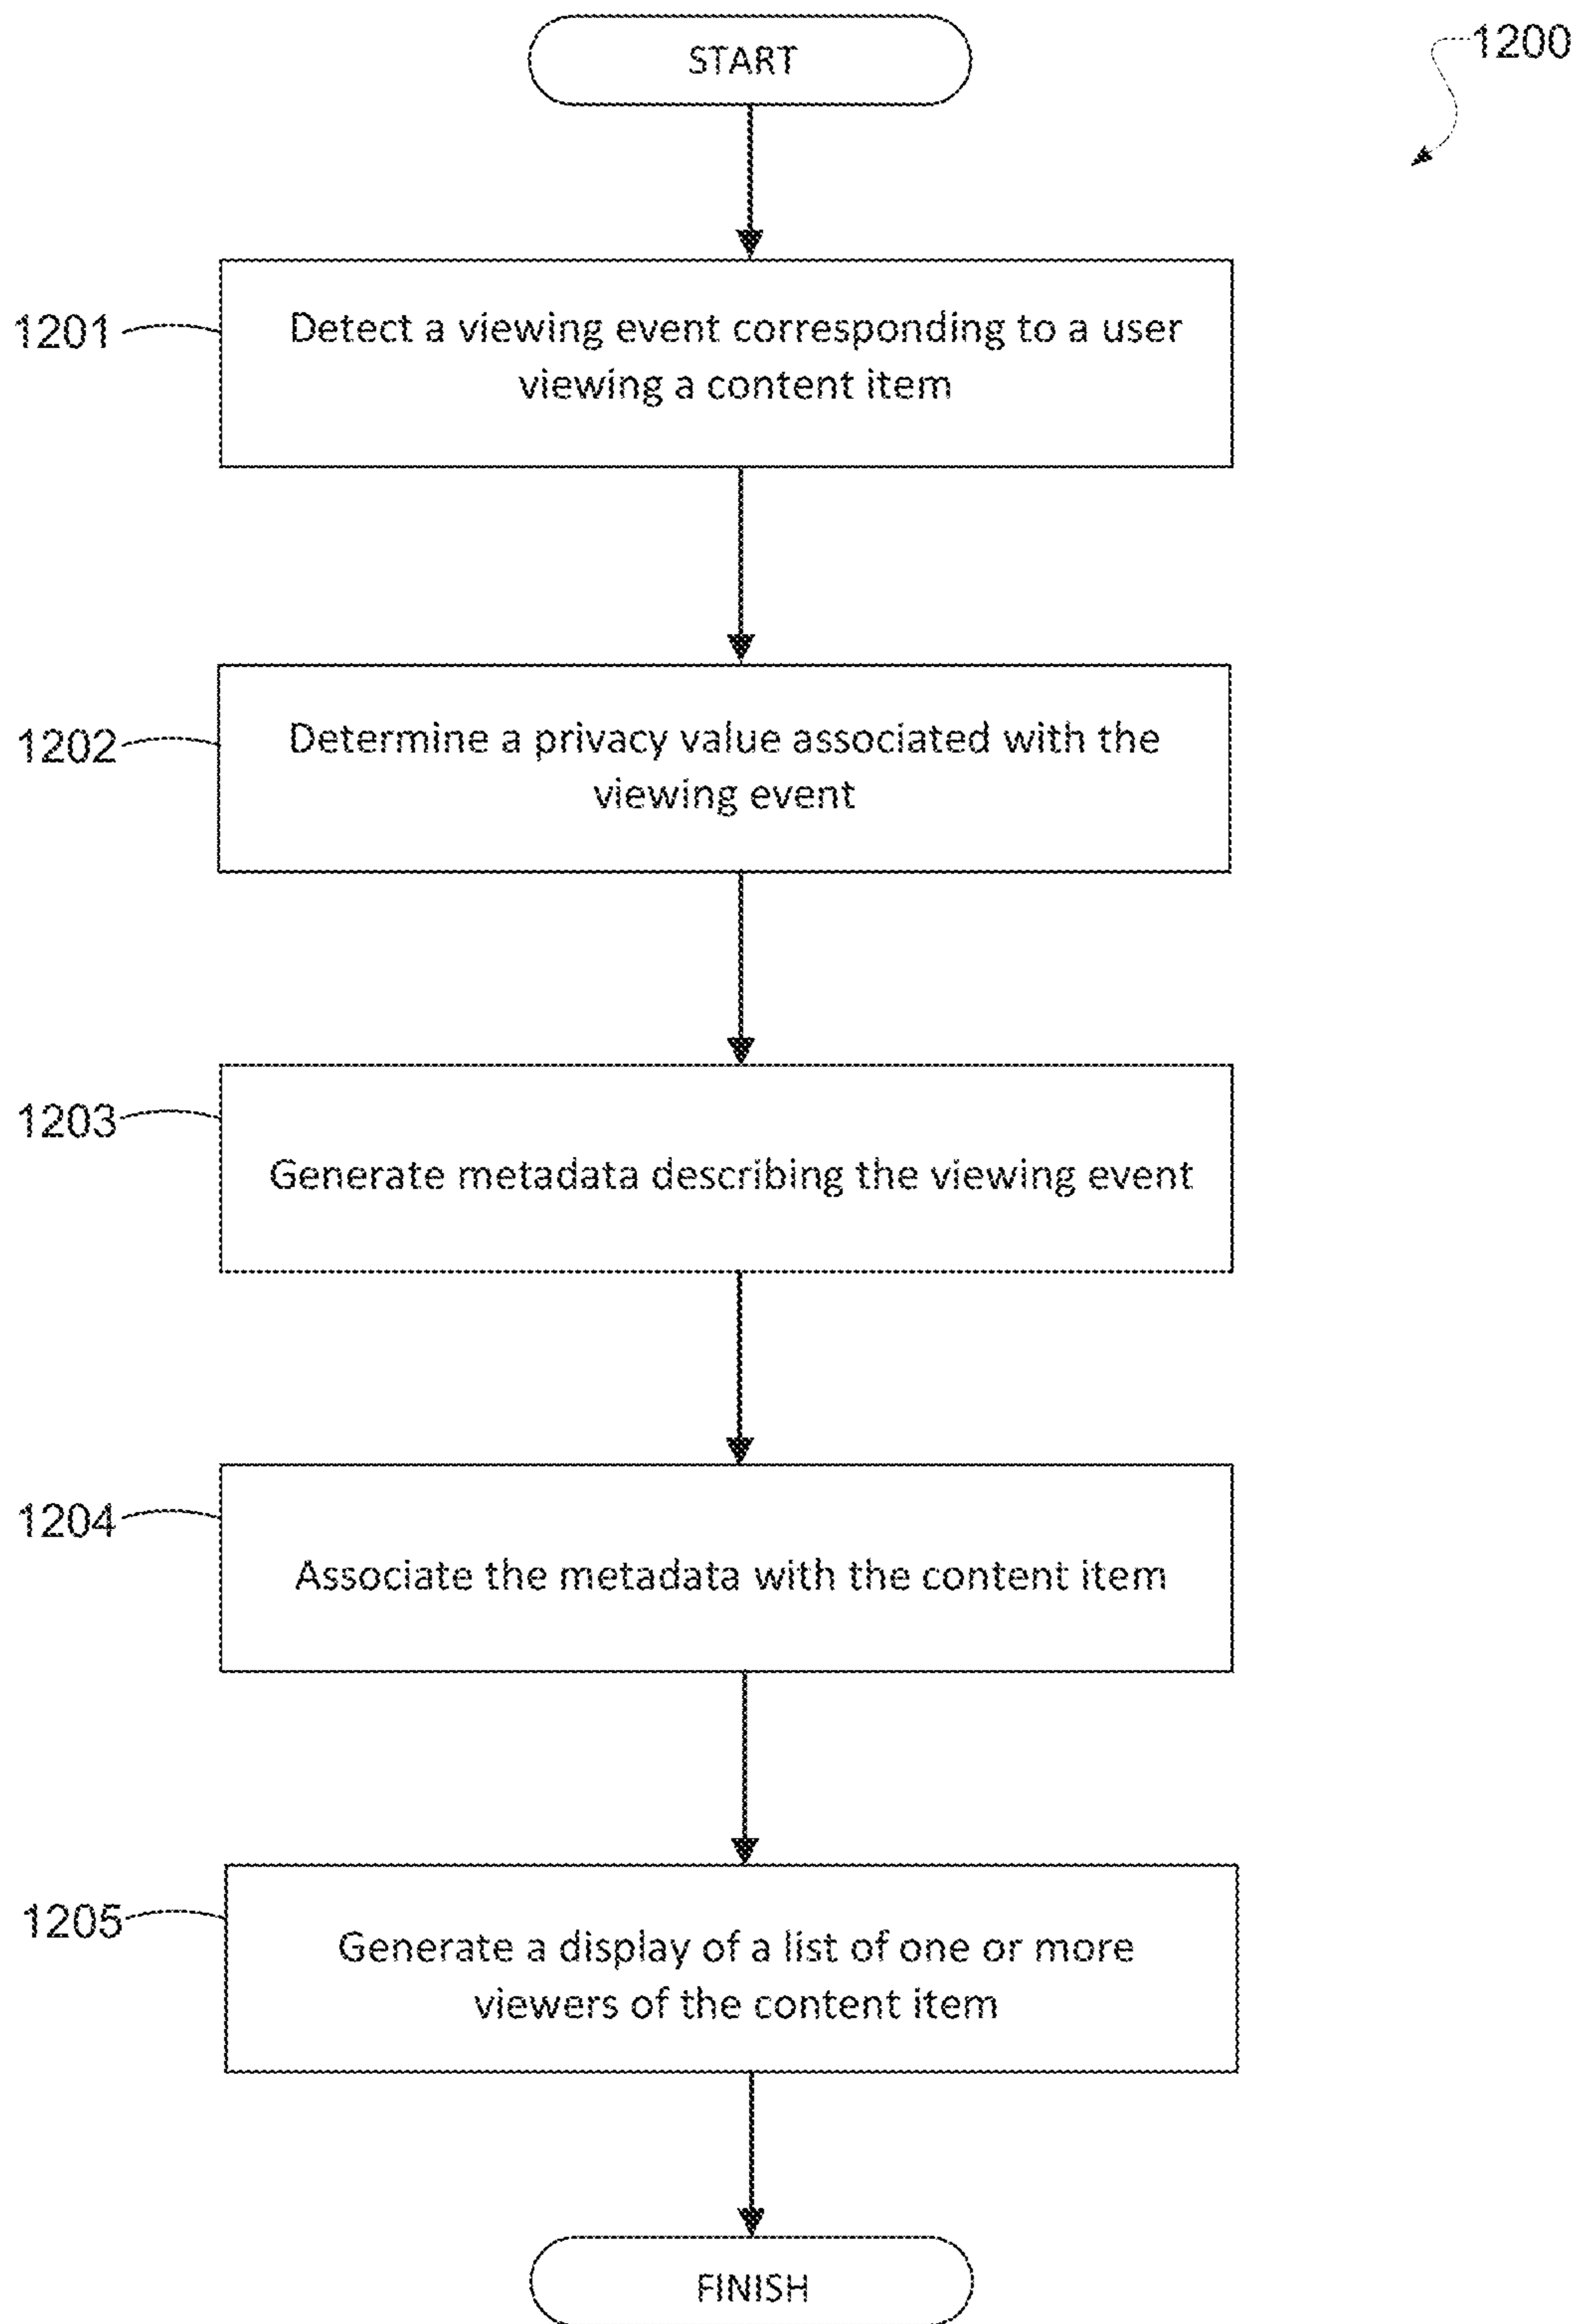 START
1200
1201
Detect a viewing event corresponding to a user
viewing a content item
1202
Determine a privacy value associated with the
viewing event
1203
Generate metadata describing the viewing event
1204
Associate the metadata with the content item
1205
Generate a display of a list of one or more
viewers of the content item
FINISH